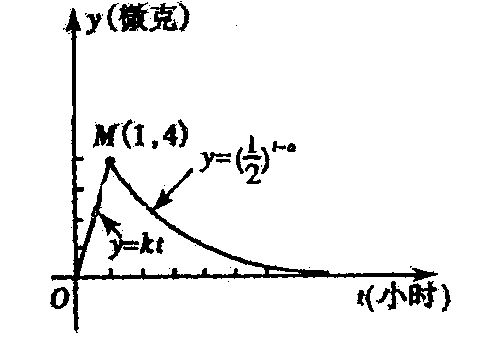 y(微克)
M(1,4)
y=(1/2)^{t-a}
y=kt
O
t(小时)